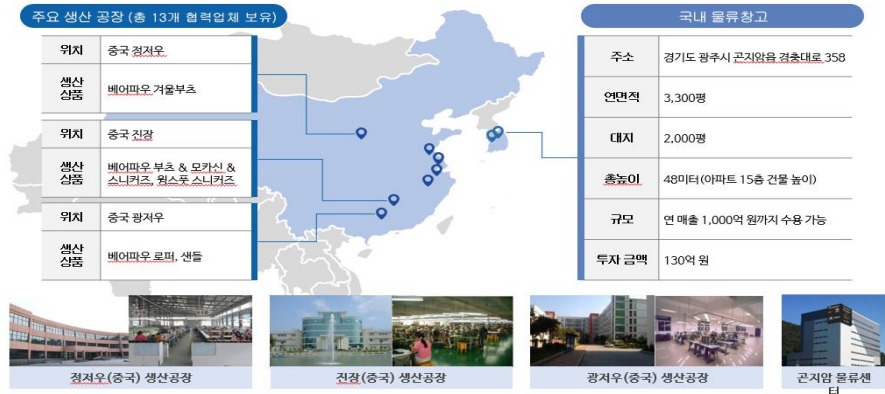 주요 생산 공장 (총 13개 협력업체 보유)
위치 중국 정저우
생산
상품
베어파우 겨울부츠
위치 중국 진장
생산
상품
베어파우 부츠 & 모카신 &
스니커즈, 윔스풋 스니커즈
위치 중국 광저우
생산
상품
베어파우 로퍼, 샌들
국내 물류창고
주소 경기도 광주시 곤지암읍 경충대로 358
연면적 3,300평
대지 2,000평
총높이 48미터(아파트 15층 건물 높이)
규모 연 매출 1,000억 원까지 수용 가능
투자 금액 130억 원
정저우(중국) 생산공장
진장(중국) 생산공장
광저우(중국) 생산공장
곤지암 물류센
터